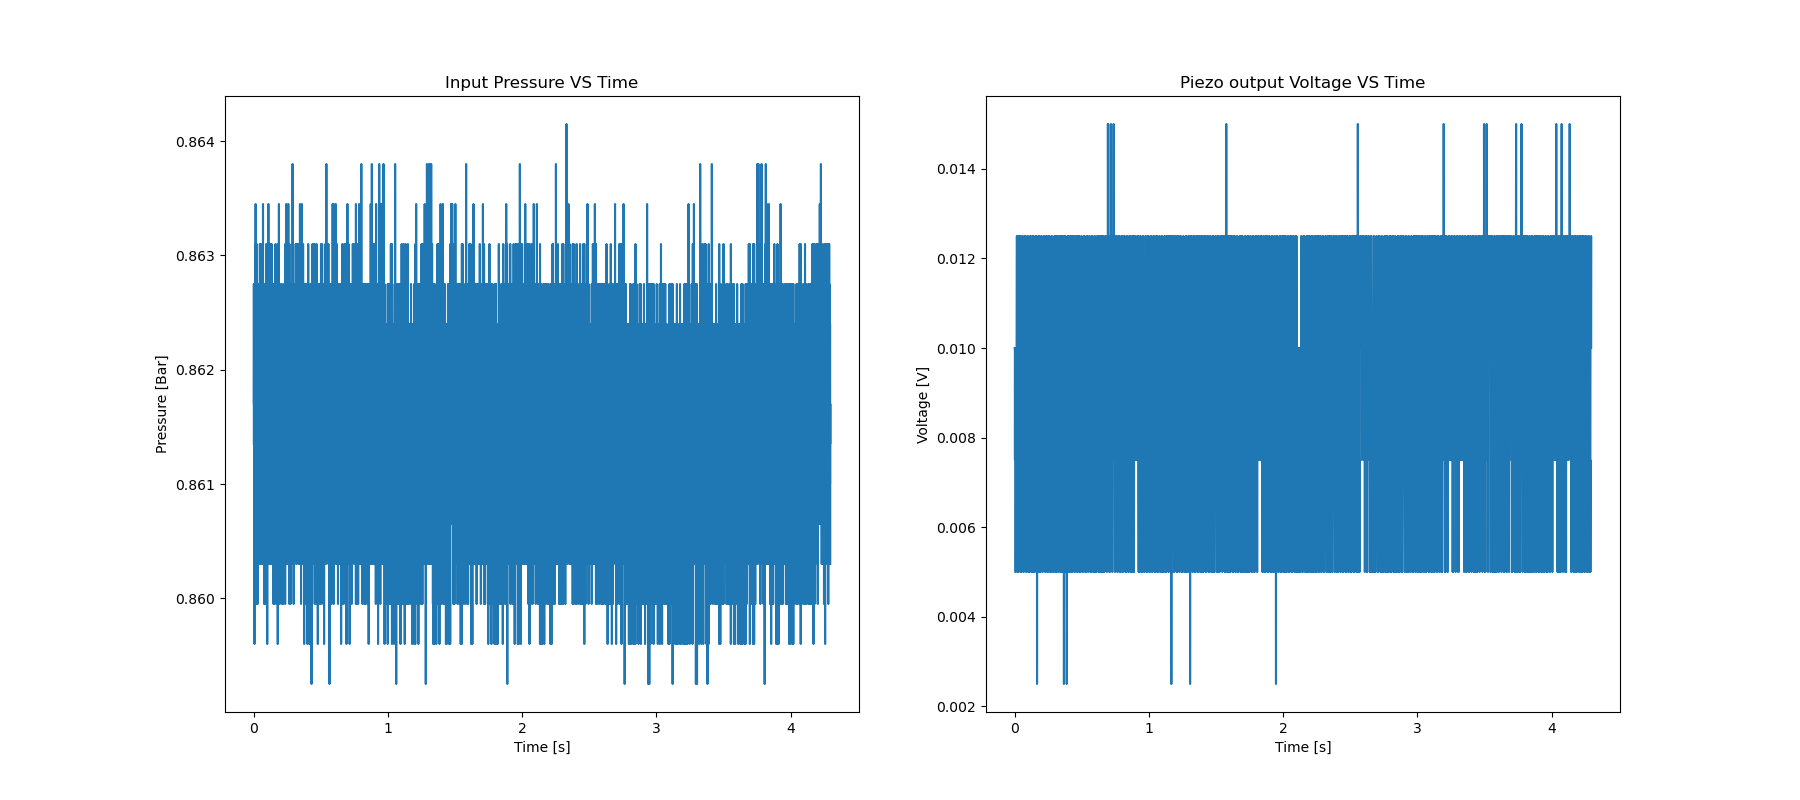 Input Pressure VS Time
0.864
0.863
0.862
0.861
0.860
Pressure [Bar]
0 1 2 3 4
Time [s]
Piezo output Voltage VS Time
0.014
0.012
0.010
0.008
0.006
0.004
0.002
Voltage [V]
0 1 2 3 4
Time [s]